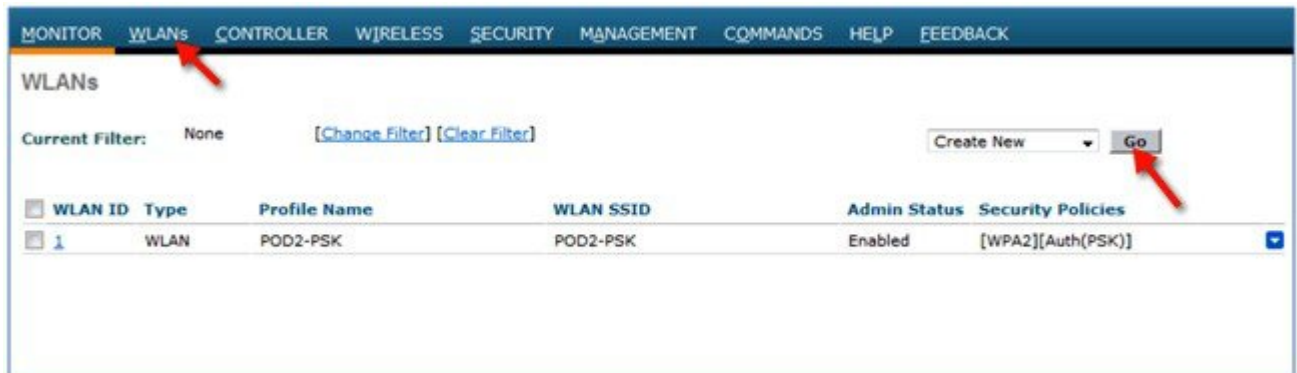 MONITOR WLANs CONTROLLER WIRELESS SECURITY MANAGEMENT COMMANDS HELP FEEDBACK
WLANs
Current Filter: None [Change Filter] [Clear Filter] Create New Go
WLAN ID Type Profile Name WLAN SSID Admin Status Security Policies
1 WLAN POD2-PSK POD2-PSK Enabled [WPA2][Auth(PSK)]